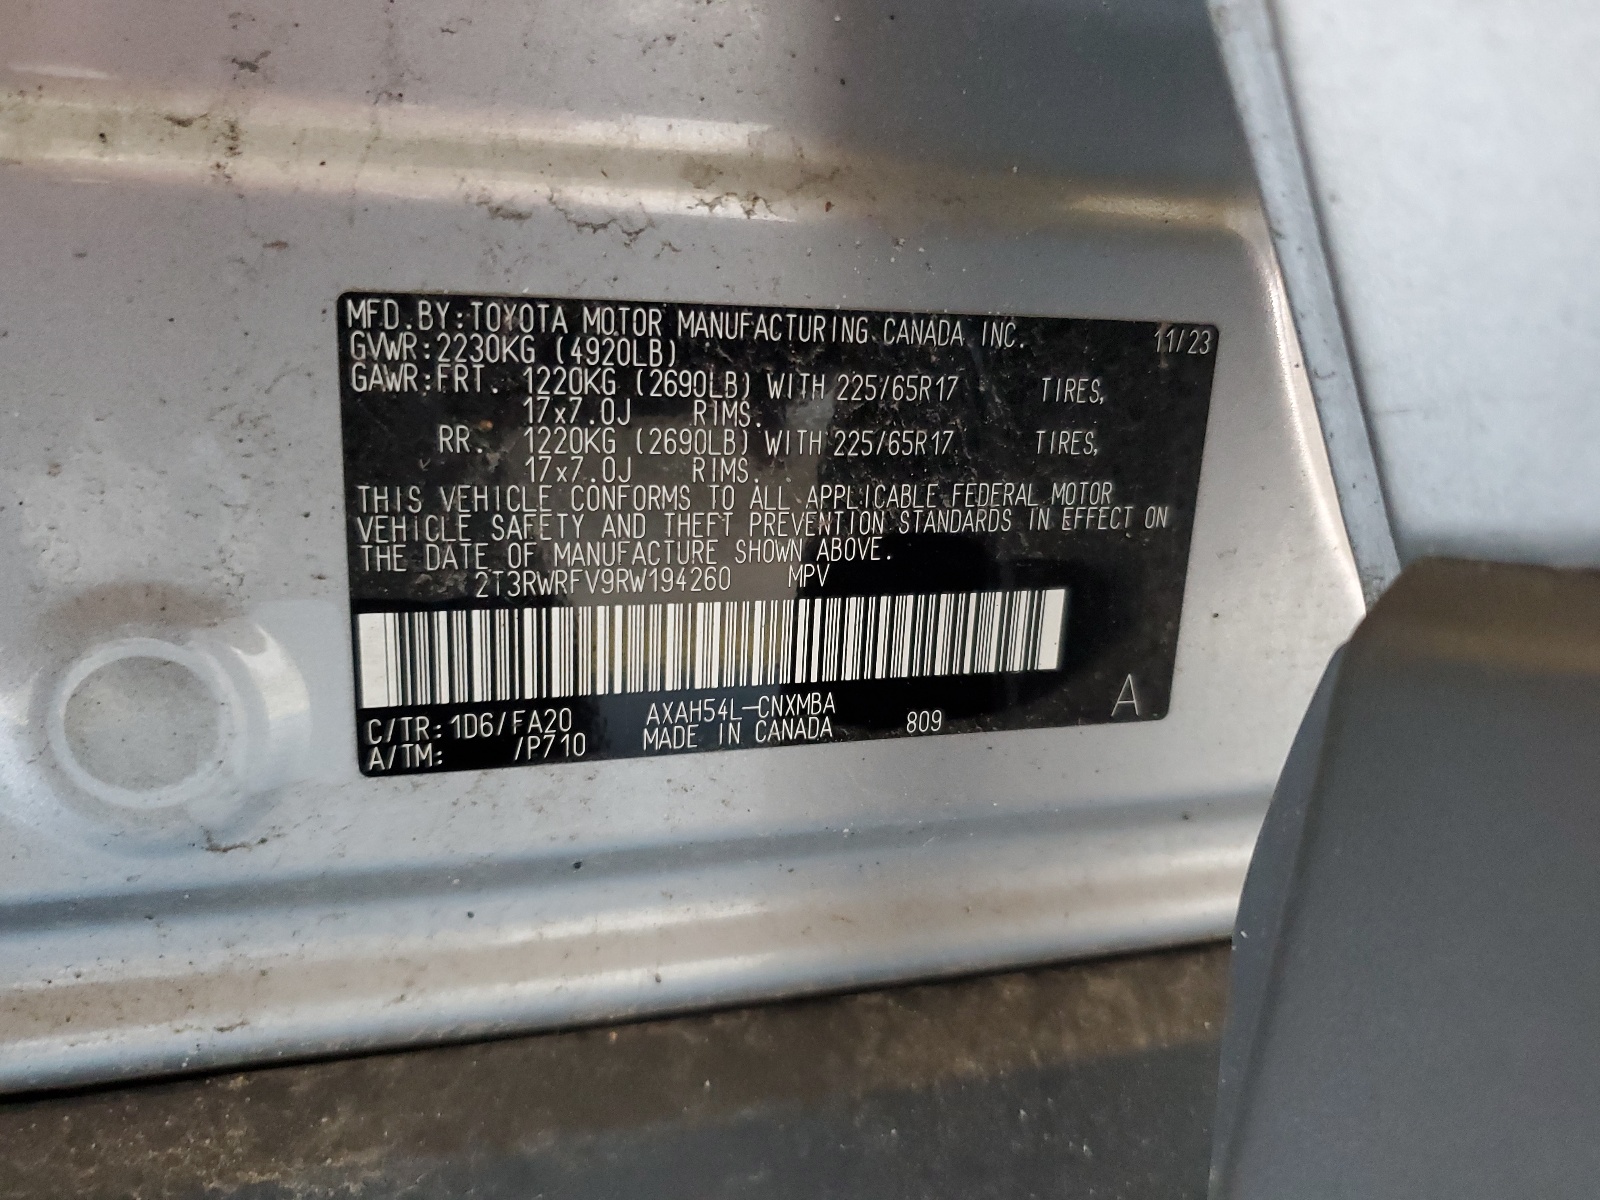 MFD.BY:TOYOTA MOTOR MANUFACTURING CANADA INC. 11/23
GVWR:2230KG (4920LB)
GAWR:FRT. 1220KG (2690LB) WITH 225/65R17 TIRES,
17x7.0J RIMS.
RR. 1220KG (2690LB) WITH 225/65R17 TIRES,
17x7.0J RIMS.
THIS VEHICLE CONFORMS TO ALL APPLICABLE FEDERAL MOTOR
VEHICLE SAFETY AND THEFT PREVENTION STANDARDS IN EFFECT ON
THE DATE OF MANUFACTURE SHOWN ABOVE.
2T3RWRFV9RW194260 MPV
C/TR:1D6/FA20 AXAH54L-CNXMBA A
A/TM: /P710 MADE IN CANADA 809